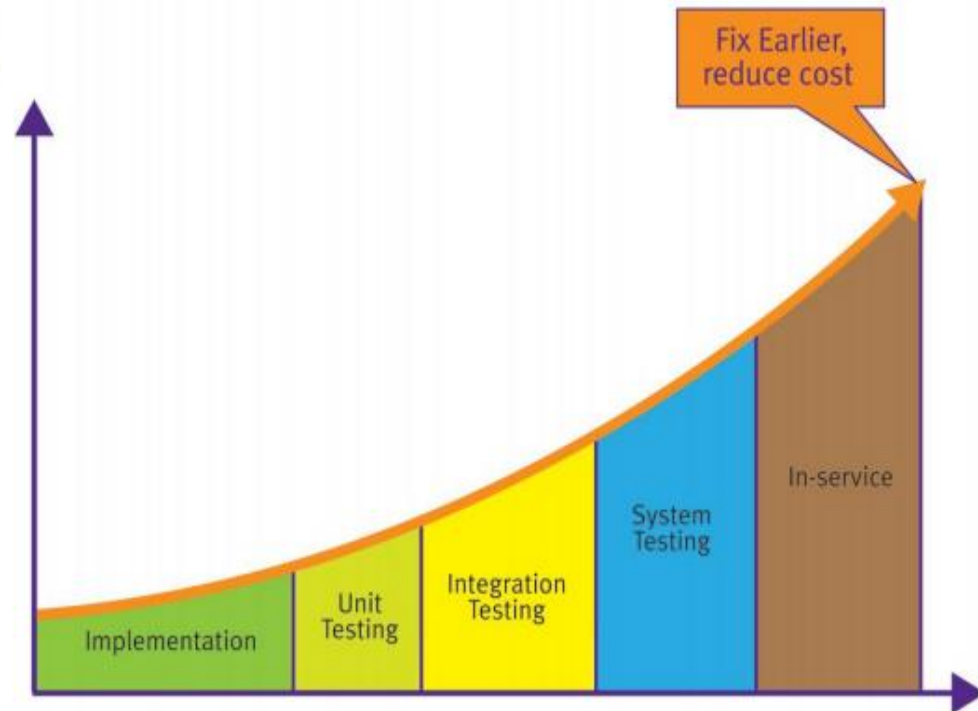 Fix Earlier,
reduce cost
Implementation
Unit
Testing
Integration
Testing
System
Testing
In-service